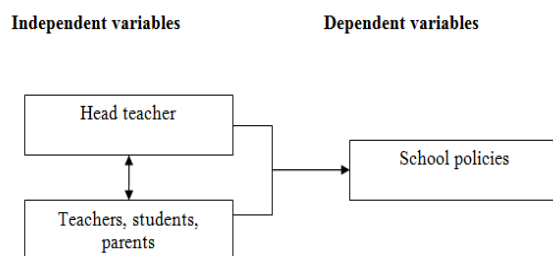 Independent variables
Dependent variables
Head teacher
School policies
Teachers, students,
parents